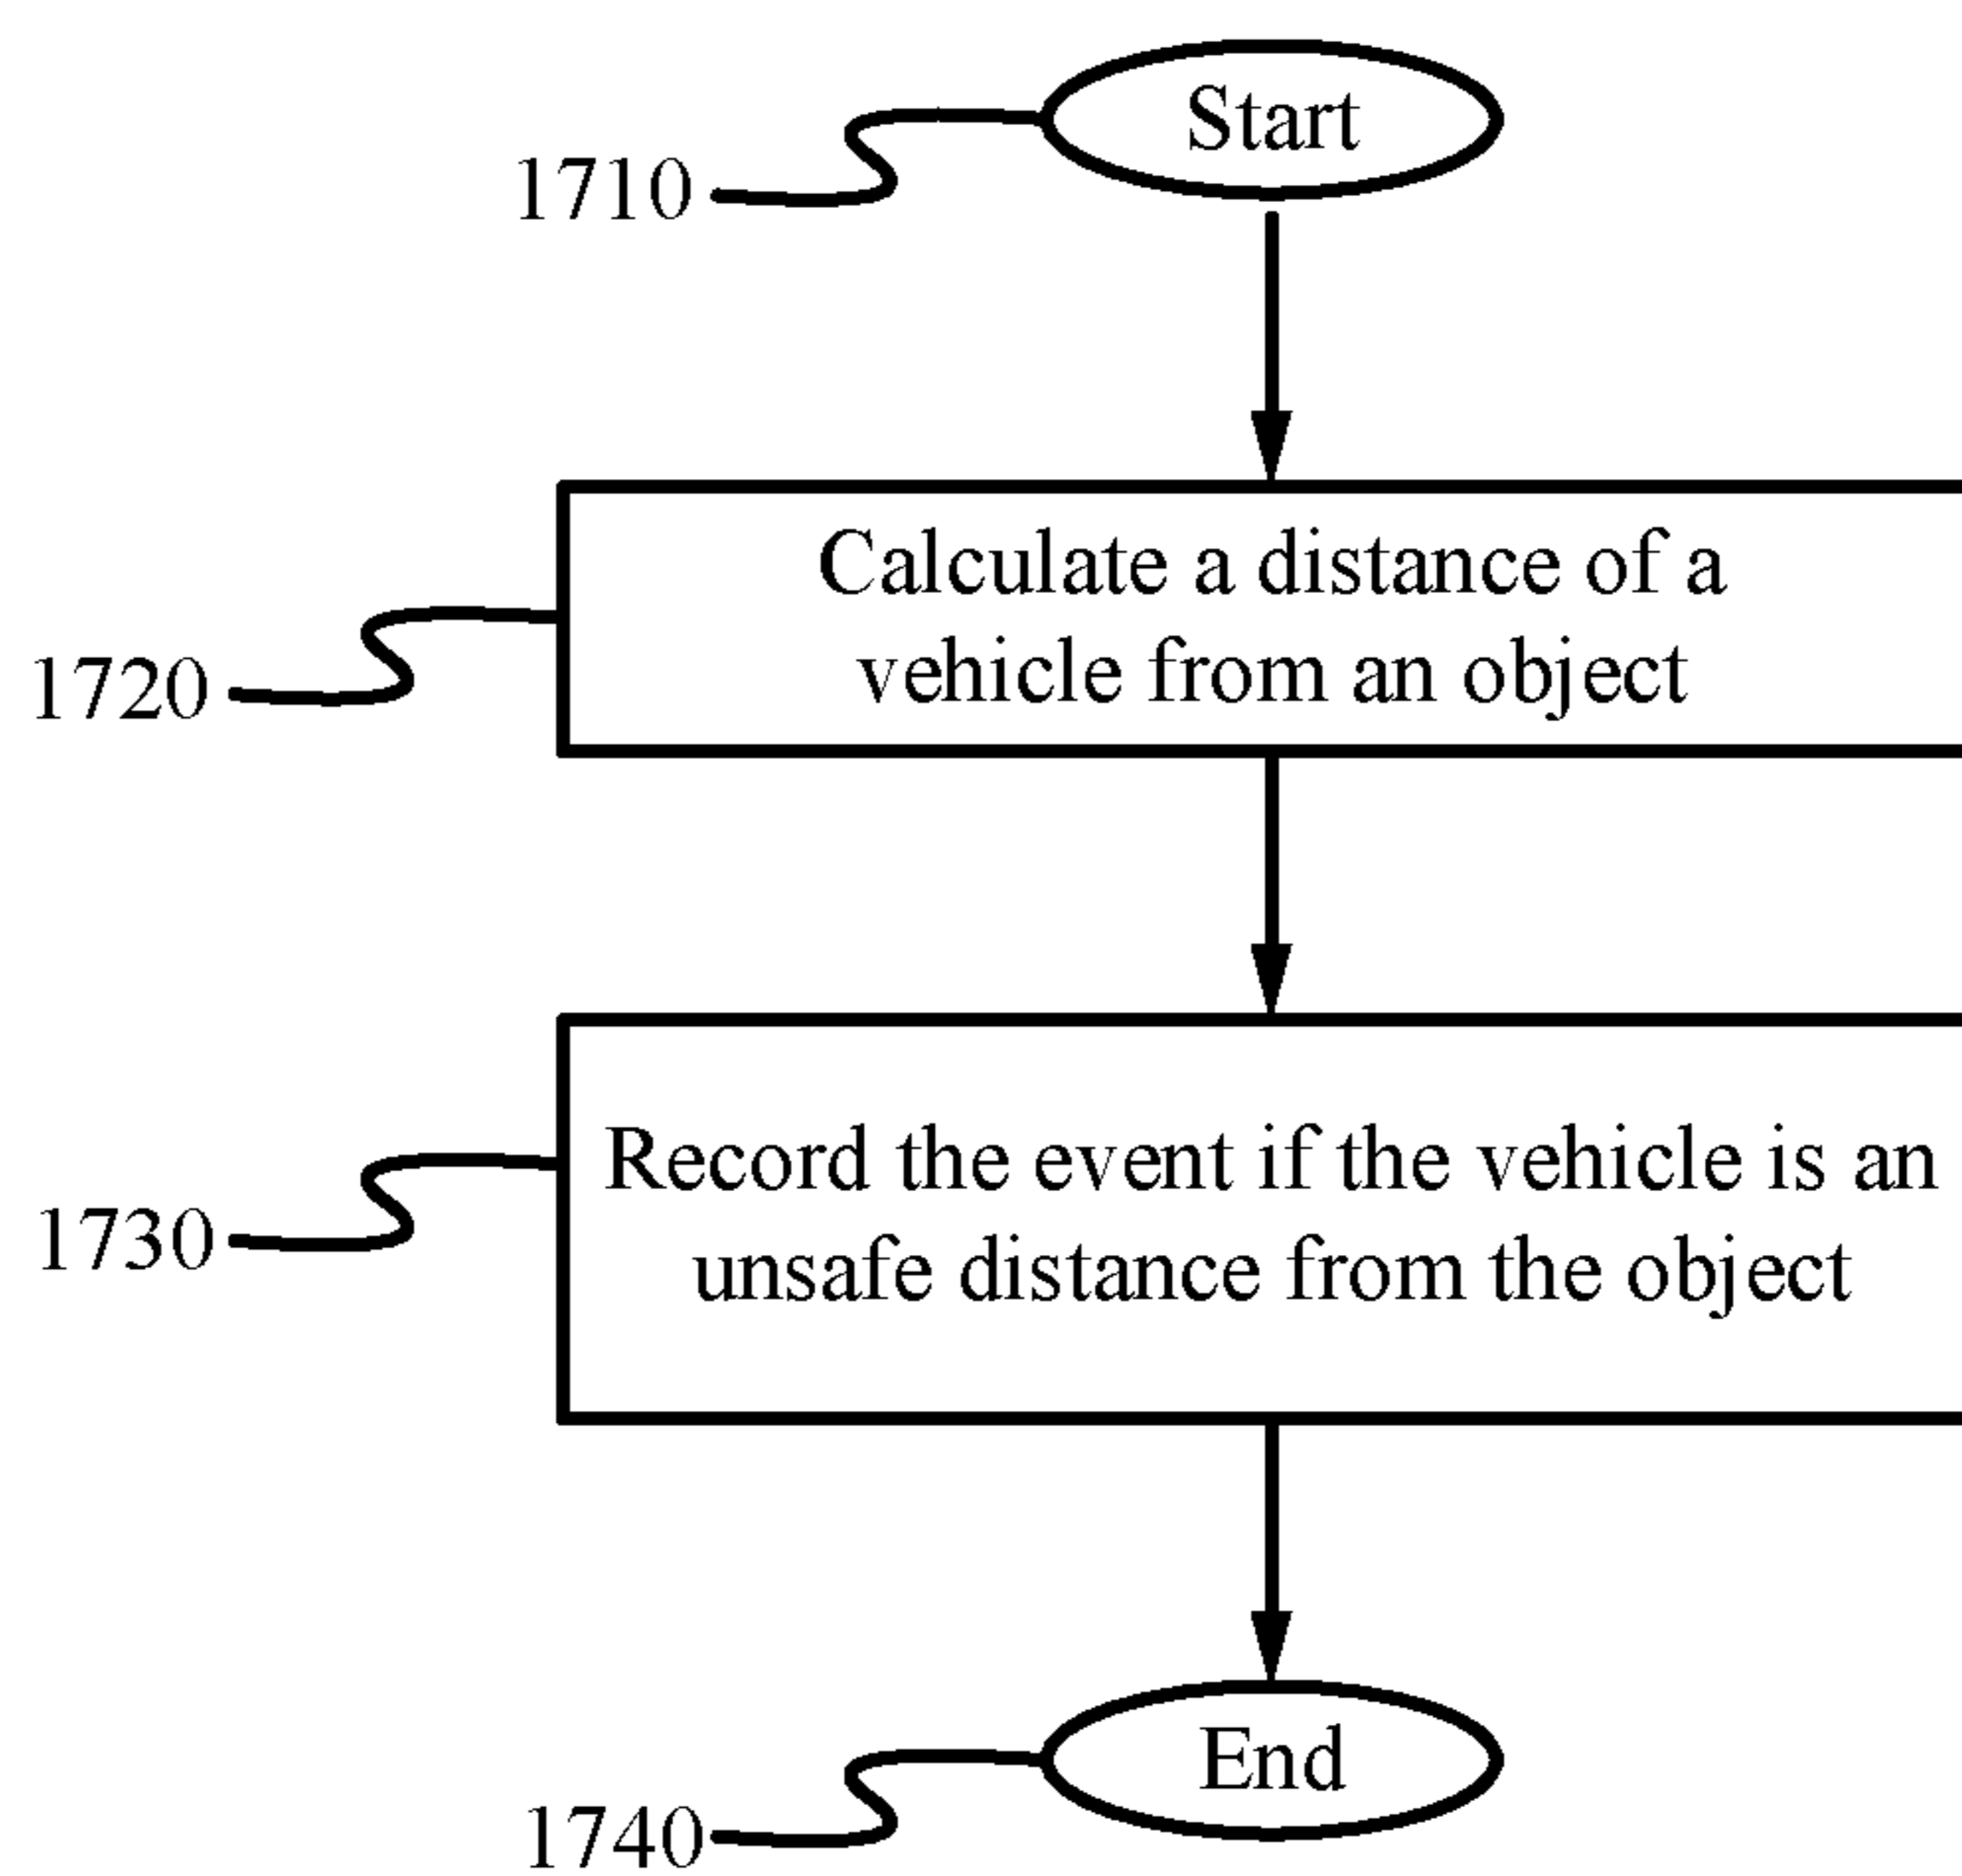 Start
1710
Calculate a distance of a
vehicle from an object
1720
Record the event if the vehicle is an
unsafe distance from the object
1730
End
1740